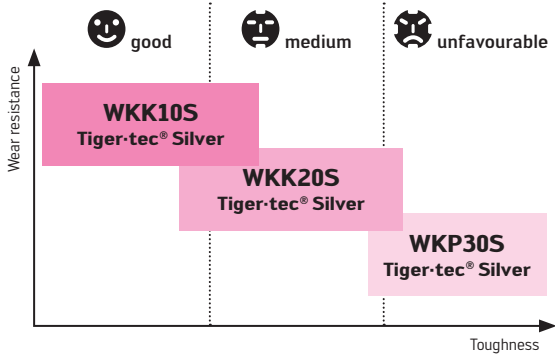 good
medium
unfavourable
Wear resistance
WKK10S
Tiger·tec® Silver
WKK20S
Tiger·tec® Silver
WKP30S
Tiger·tec® Silver
Toughness